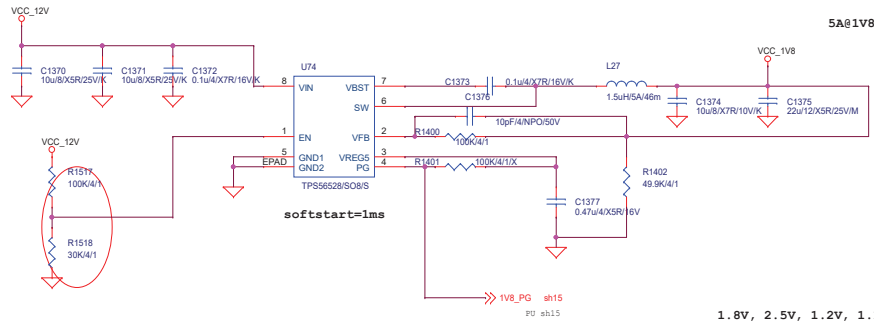 VCC_12V
5A@1V8
VCC_1V8
U74
L27
C1370
10u/8/X5R/25V/K
C1371
10u/8/X5R/25V/K
C1372
0.1u/4/X7R/16V/K
8
VIN
VBST
7
C1373
0.1u/4/X7R/16V/K
1.5uH/5A/46m
SW
6
C1376
10pF/4/NPO/50V
C1374
10u/8/X7R/10V/K
C1375
22u/12/X5R/25V/M
1
EN
VFB
2
R1400
100K/4/1
VCC_12V
5
GND1
VREG5
3
EPAD
GND2
PG
4
R1401
100K/4/1/X
R1517
100K/4/1
R1402
49.9K/4/1
TPS56528/SO8/S
C1377
0.47u/4/X5R/16V
softstart=1ms
R1518
30K/4/1
1V8_PG sh15
PU sh15
1.8V, 2.5V, 1.2V, 1.